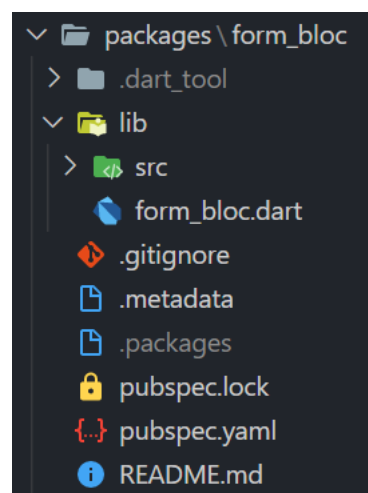 packages\form_bloc
.dart_tool
lib
src
form_bloc.dart
.gitignore
.metadata
.packages
pubspec.lock
pubspec.yaml
README.md